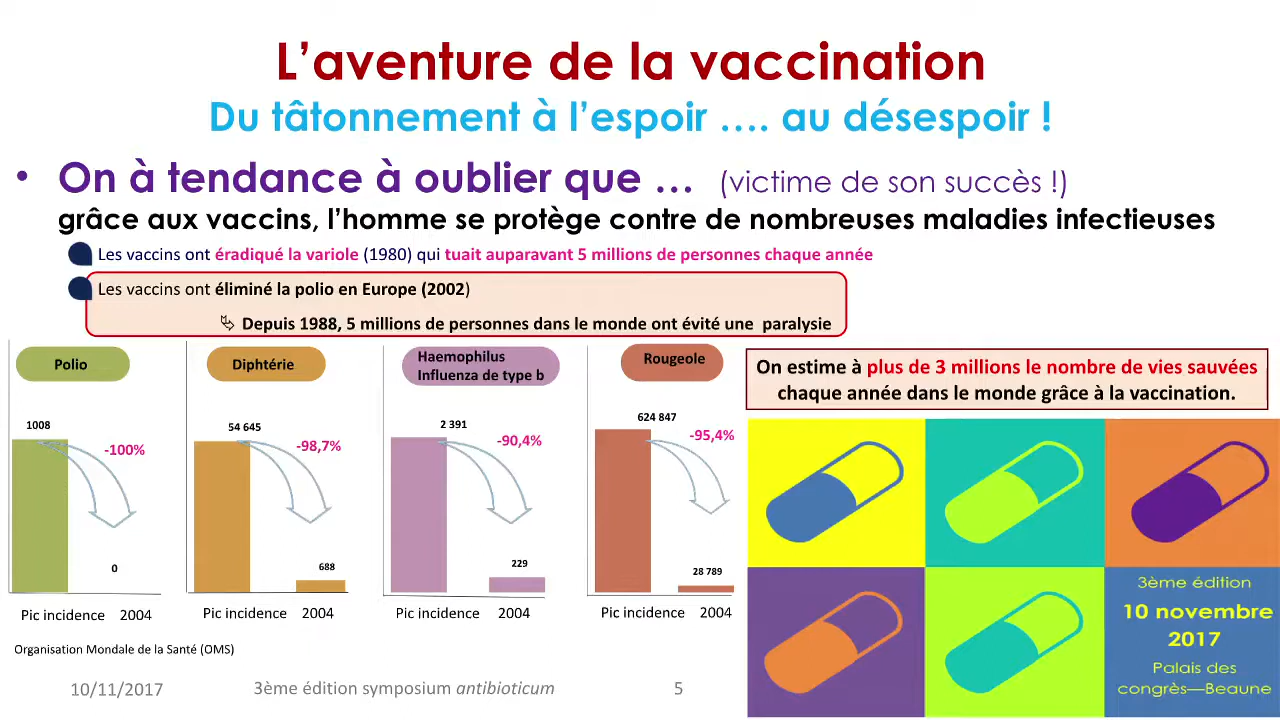 L’aventure de la vaccination
Du tâtonnement à l’espoir …. au désespoir !
• On à tendance à oublier que … (victime de son succès !)
grâce aux vaccins, l’homme se protège contre de nombreuses maladies infectieuses
Les vaccins ont éradiqué la variole (1980) qui tuait auparavant 5 millions de personnes chaque année
Les vaccins ont éliminé la polio en Europe (2002)
Depuis 1988, 5 millions de personnes dans le monde ont évité une paralysie
Polio
1008
-100%
0
Pic incidence 2004
Diphtérie
54 645
-98,7%
688
Pic incidence 2004
Haemophilus
Influenza de type b
2 391
-90,4%
229
Pic incidence 2004
Rougeole
624 847
-95,4%
28 789
Pic incidence 2004
On estime à plus de 3 millions le nombre de vies sauvées
chaque année dans le monde grâce à la vaccination.
3ème édition
10 novembre
2017
Palais des
congrès—Beaune
Organisation Mondale de la Santé (OMS)
10/11/2017 3ème édition symposium antibioticum 5